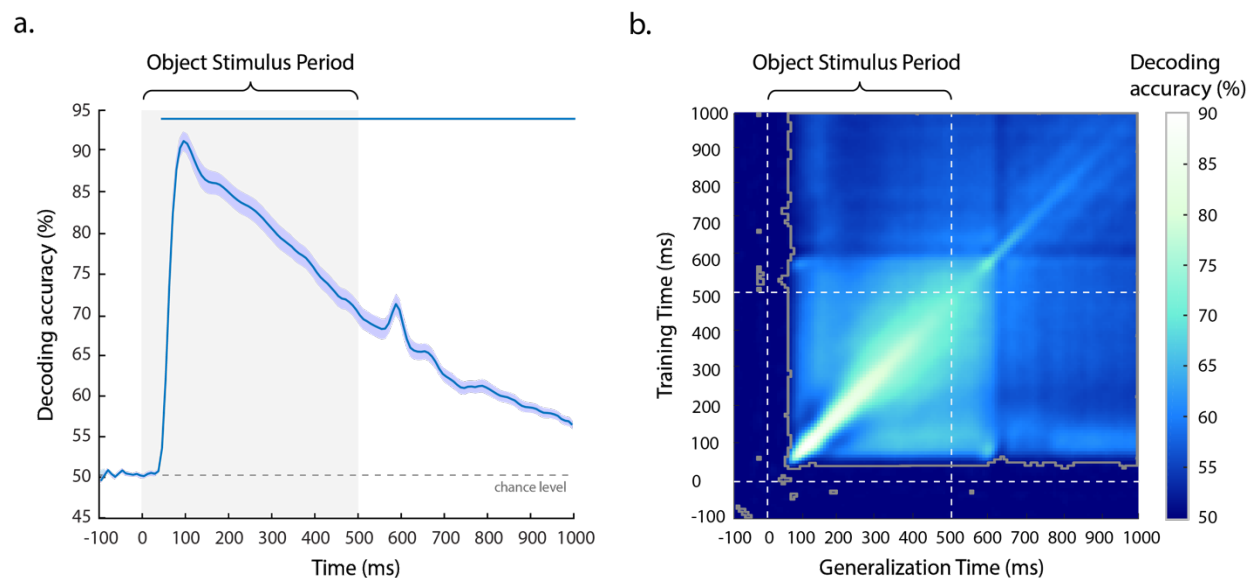 a.
Object Stimulus Period
95
90
85
80
75
70
65
60
55
50
45
Decoding accuracy (%)
chance level
-100 0 100 200 300 400 500 600 700 800 900 1000
Time (ms)
b.
Object Stimulus Period
Decoding
accuracy (%)
1000
900
800
700
600
500
400
300
200
100
0
-100
Training Time (ms)
-100 0 100 200 300 400 500 600 700 800 900 1000
Generalization Time (ms)
90
85
80
75
70
65
60
55
50